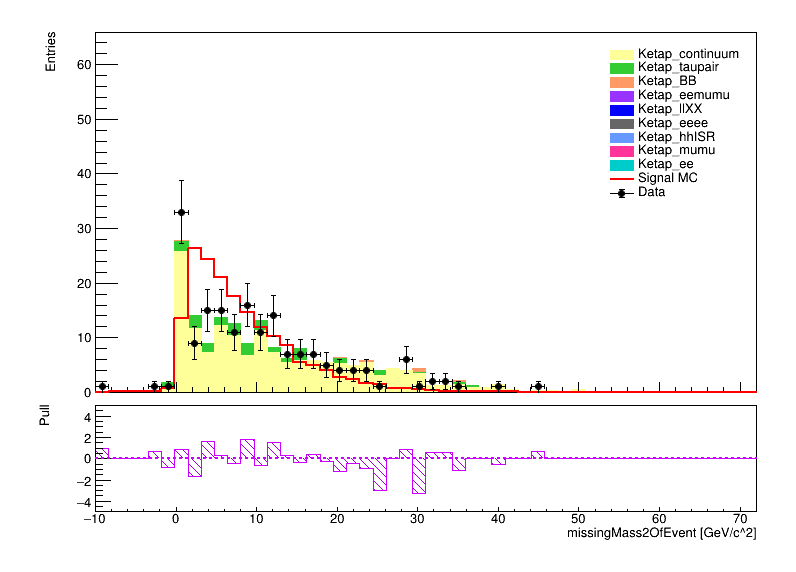 Entries
60
50
40
30
20
10
0
Ketap_continuum
Ketap_taupair
Ketap_BB
Ketap_eemumu
Ketap_llXX
Ketap_eeee
Ketap_hhISR
Ketap_mumu
Ketap_ee
Signal MC
Data
Pull
4
2
0
−2
−4
−10 0 10 20 30 40 50 60 70
missingMass2OfEvent [GeV/c^2]